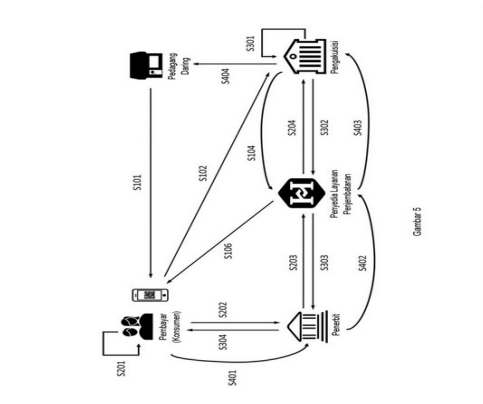 S201
S101
Pembayar
(Konsumen)
Pedagang
Daring
S202
S304
S401
S102
S404
S106
S104
S301
S203
S204
S303
S302
Penerbit
Penyedia Layanan
Penjembataran
Pengakuisisi
S402
S403
Gambar 5